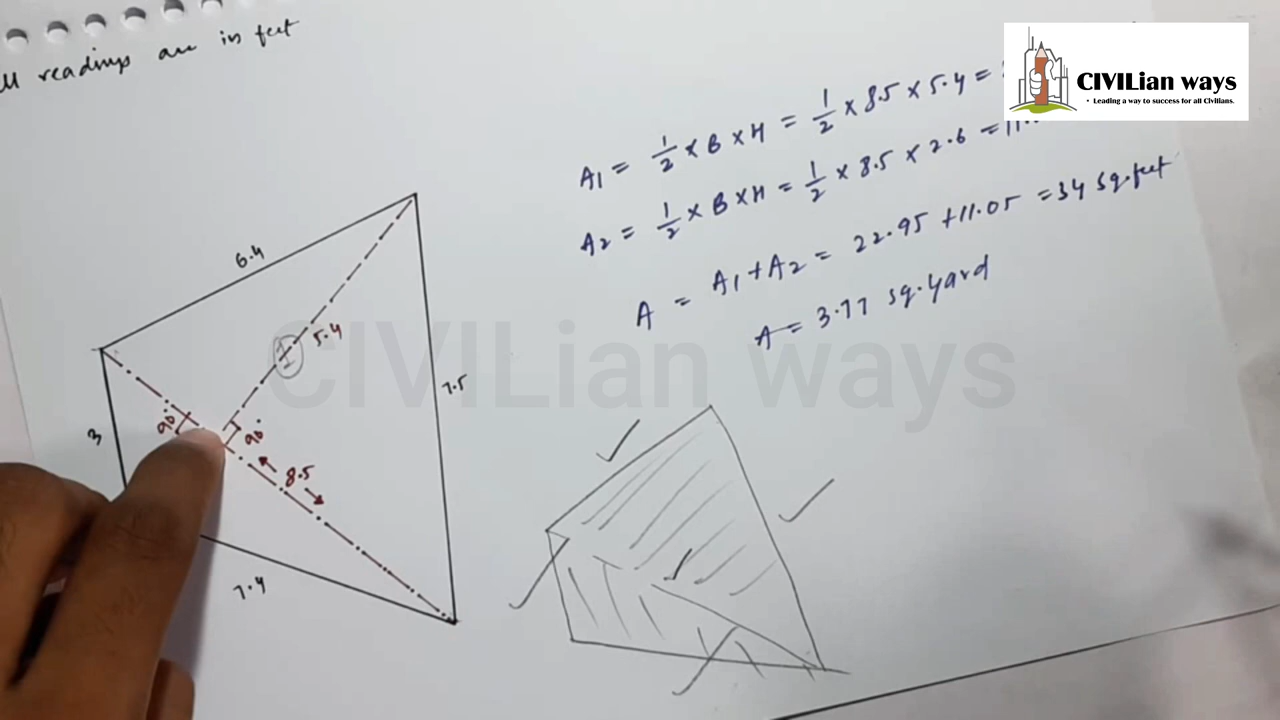 readings are in feet
CIVILian ways
• Leading a way to success for all Civilians.
A1 = 1/2 × B × H = 1/2 × 8.5 × 5.4 =
A2 = 1/2 × B × H = 1/2 × 8.5 × 2.6 = 11.
A = A1 + A2 = 22.95 + 11.05 = 34 sq.feet
A = 3.77 sq.yard
6.4
5.4
CIVILian ways
7.5
3
90°
90°
8.5
7.4